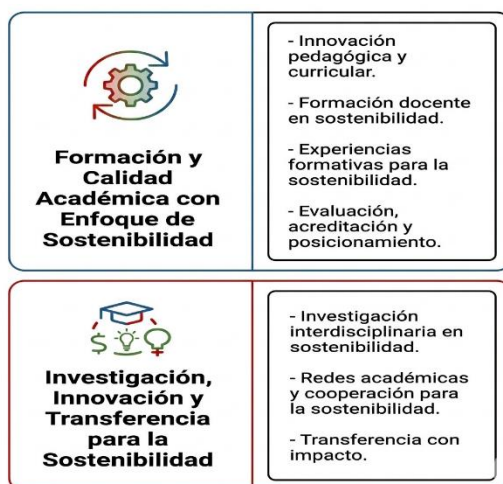 Formación y
Calidad
Académica con
Enfoque de
Sostenibilidad
- Innovación
pedagógica y
curricular.
- Formación docente
en sostenibilidad.
- Experiencias
formativas para la
sostenibilidad.
- Evaluación,
acreditación y
posicionamiento.
$
Investigación,
Innovación y
Transferencia
para la
Sostenibilidad
- Investigación
interdisciplinaria en
sostenibilidad.
- Redes académicas
y cooperación para
la sostenibilidad.
- Transferencia con
impacto.